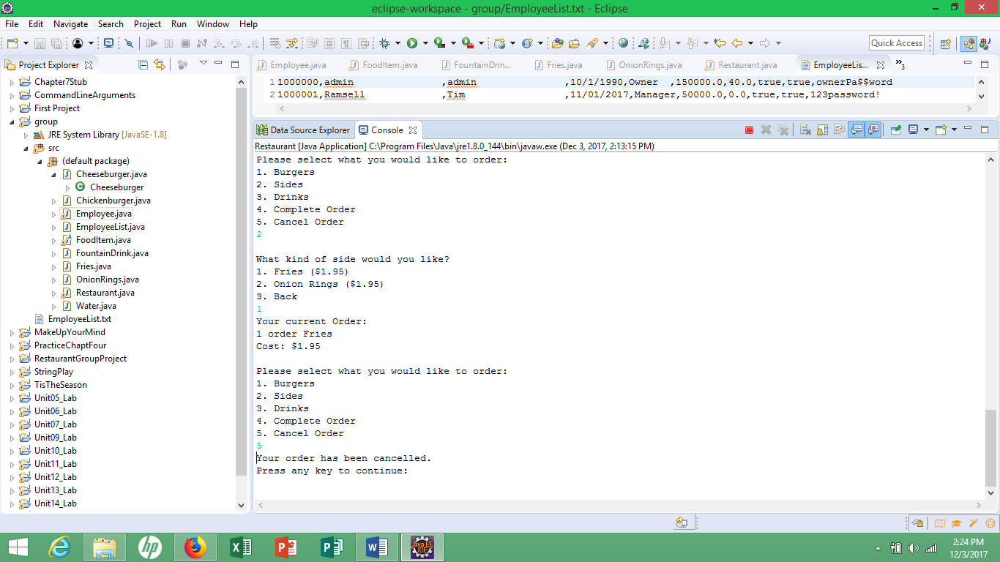 eclipse-workspace - group/EmployeeList.txt - Eclipse
File Edit Navigate Search Project Run Window Help
Quick Access
Project Explorer
Chapter7Stub
CommandLineArguments
First Project
group
JRE System Library [JavaSE-1.8]
src
(default package)
Cheeseburger.java
Cheeseburger
Chickenburger.java
Employee.java
EmployeeList.java
FoodItem.java
FountainDrink.java
Fries.java
OnionRings.java
Restaurant.java
Water.java
EmployeeList.txt
MakeUpYourMind
PracticeChaptFour
RestaurantGroupProject
StringPlay
TisTheSeason
Unit05_Lab
Unit06_Lab
Unit07_Lab
Unit09_Lab
Unit10_Lab
Unit11_Lab
Unit12_Lab
Unit13_Lab
Unit14_Lab
Employee.java FoodItem.java FountainDrin... Fries.java OnionRings.java Restaurant.java EmployeeLis... »3
1 1000000,admin ,admin ,10/1/1990,Owner ,150000.0,40.0,true,true,ownerPa$$word
2 1000001,Ramsell ,Tim ,11/01/2017,Manager,50000.0,0.0,true,true,123password!
Data Source Explorer Console
Restaurant [Java Application] C:\Program Files\Java\jre1.8.0_144\bin\javaw.exe (Dec 3, 2017, 2:13:15 PM)
Please select what you would like to order:
1. Burgers
2. Sides
3. Drinks
4. Complete Order
5. Cancel Order
2
What kind of side would you like?
1. Fries ($1.95)
2. Onion Rings ($1.95)
3. Back
1
Your current Order:
1 order Fries
Cost: $1.95
Please select what you would like to order:
1. Burgers
2. Sides
3. Drinks
4. Complete Order
5. Cancel Order
5
Your order has been cancelled.
Press any key to continue:
hp
Java EE
IDE
2:24 PM
12/3/2017